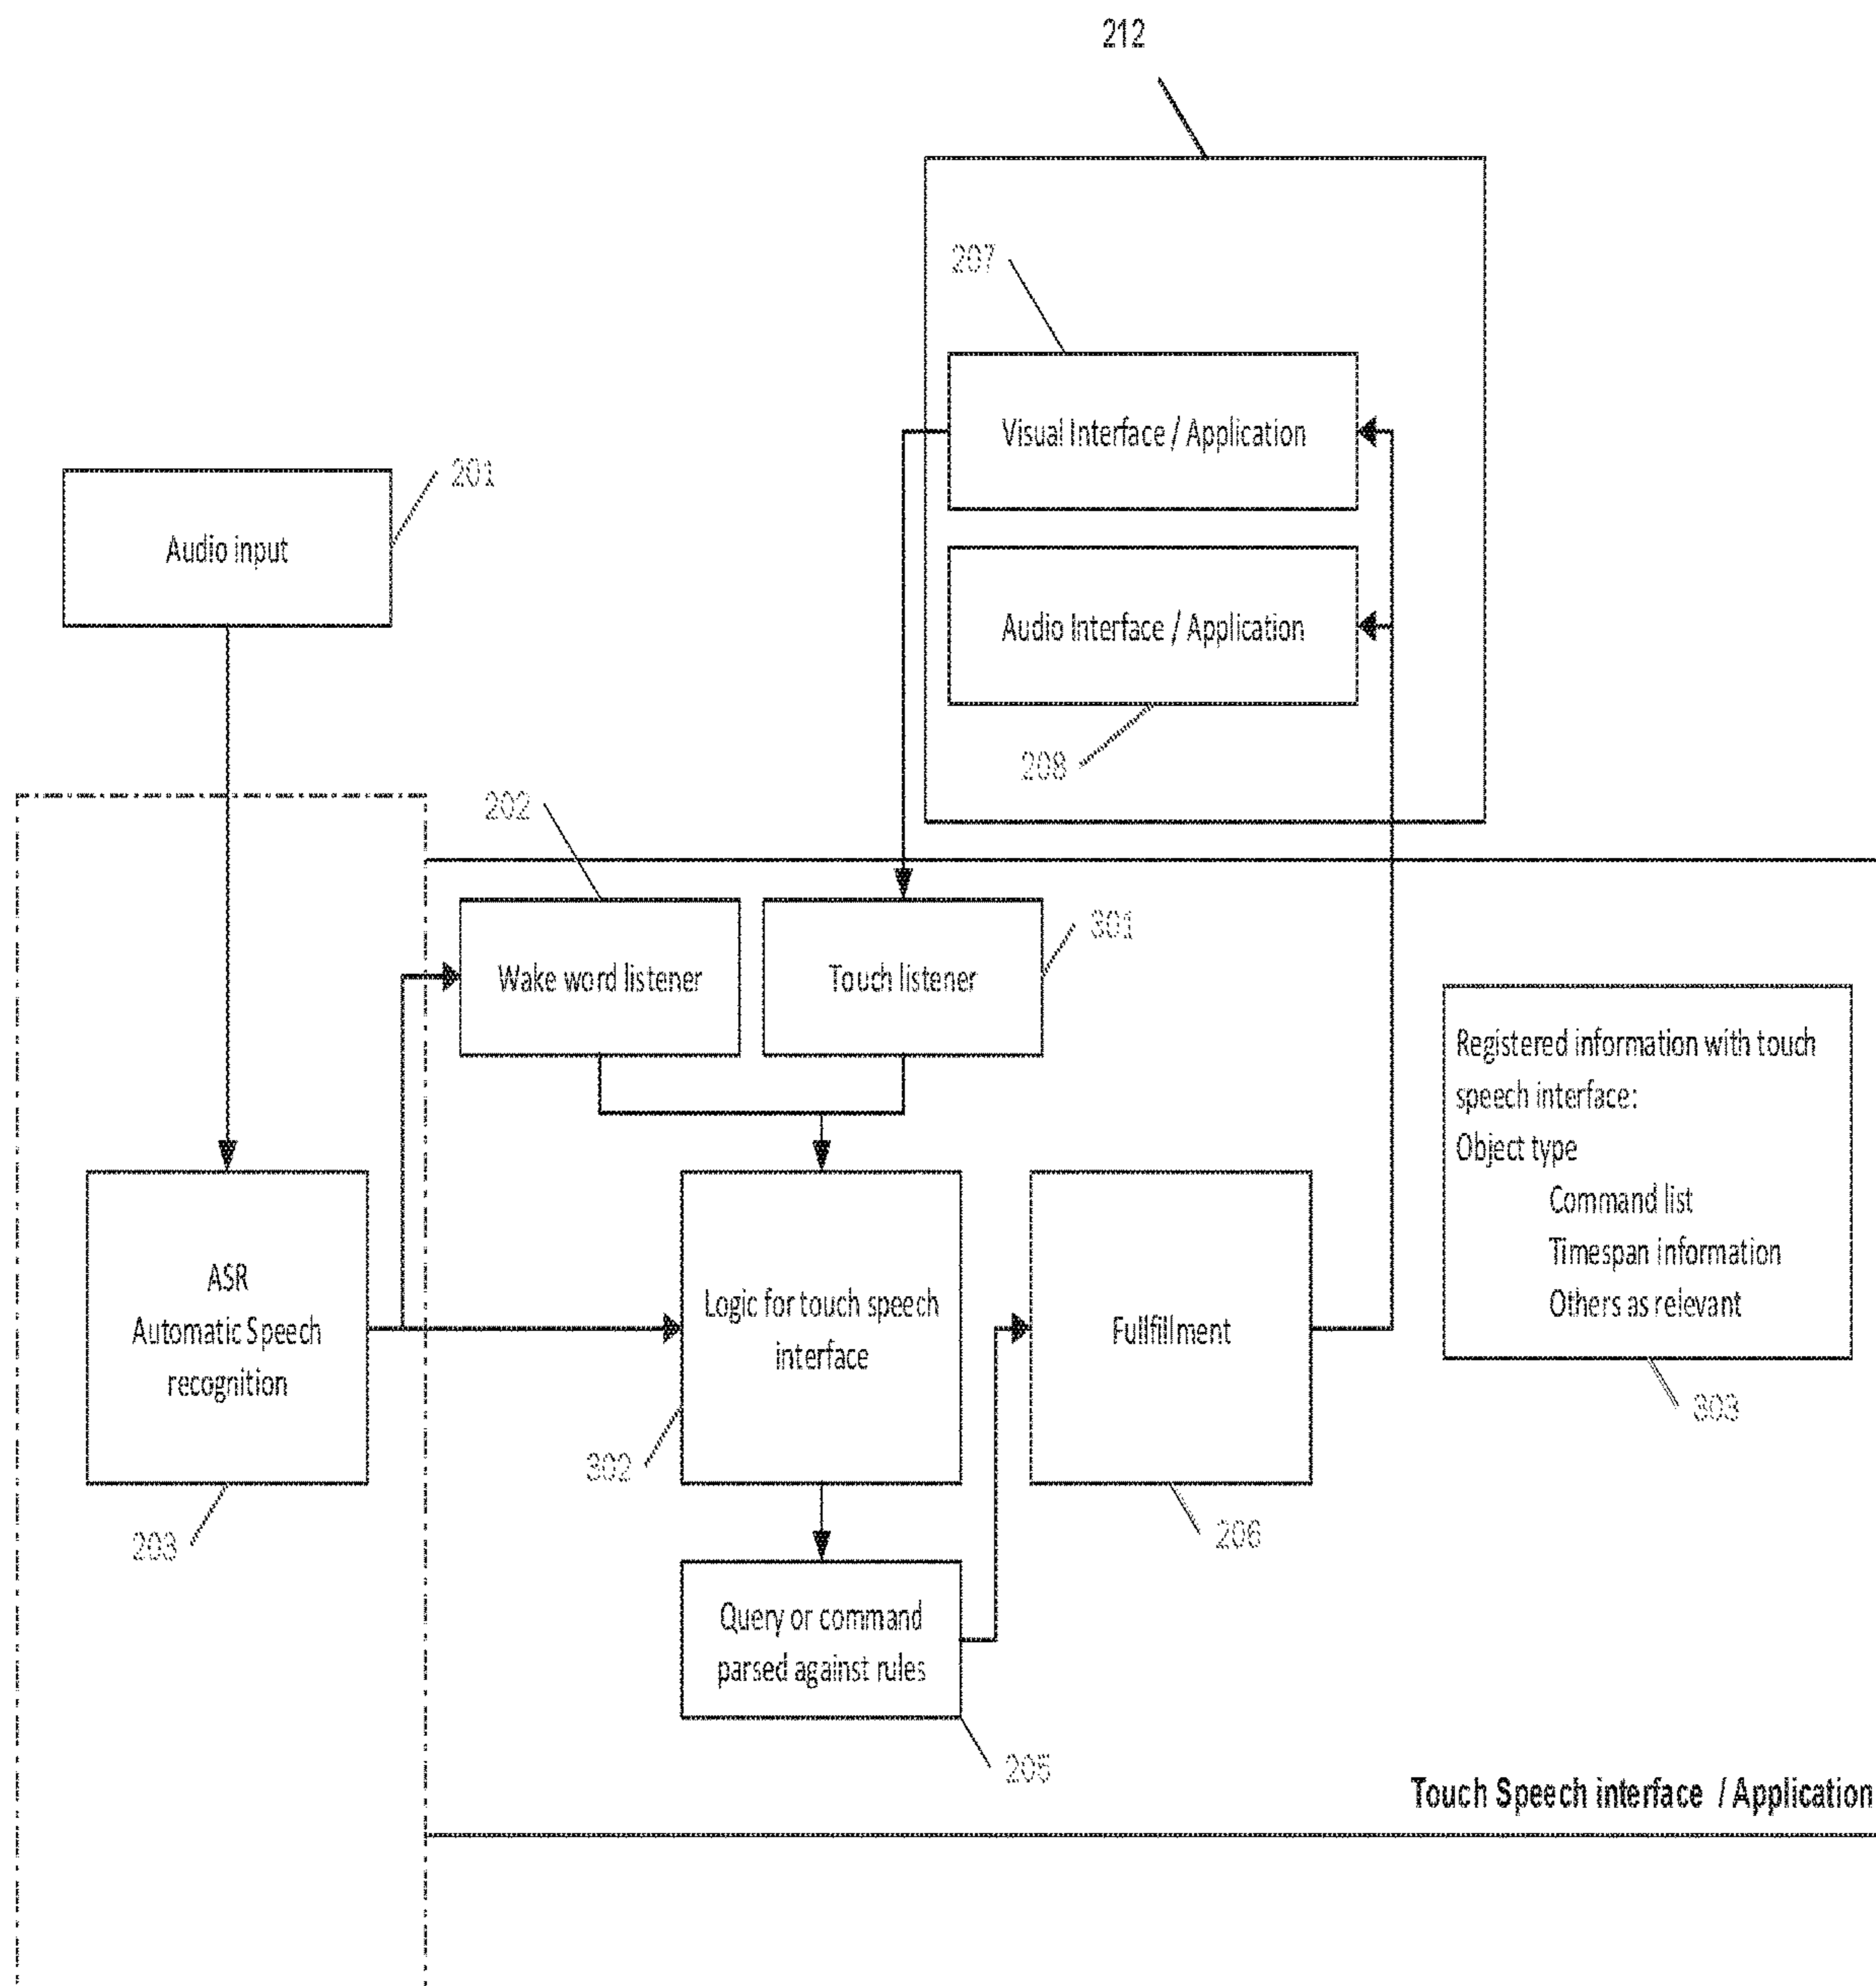 212
207
Visual Interface / Application
201
Audio input
Audio Interface / Application
208
202
301
Wake word listener
Touch listener
Registered information with touch
speech interface:
Object type
Command list
Timespan information
Others as relevant
303
ASR
Automatic Speech
recognition
203
Logic for touch speech
interface
302
Fullfillment
206
Query or command
parsed against rules
205
Touch Speech interface / Application